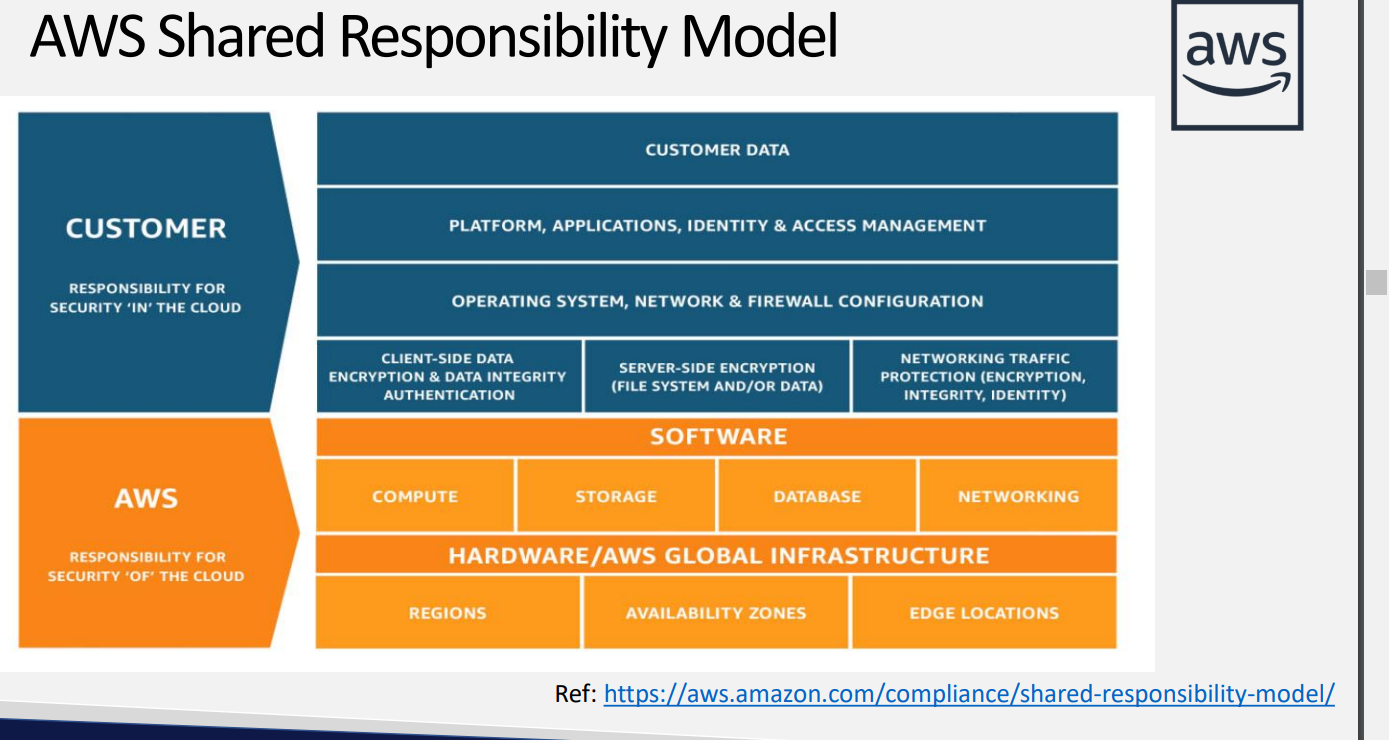 AWS Shared Responsibility Model
aws
CUSTOMER
RESPONSIBILITY FOR
SECURITY ‘IN’ THE CLOUD
CUSTOMER DATA
PLATFORM, APPLICATIONS, IDENTITY & ACCESS MANAGEMENT
OPERATING SYSTEM, NETWORK & FIREWALL CONFIGURATION
CLIENT-SIDE DATA
ENCRYPTION & DATA INTEGRITY
AUTHENTICATION
SERVER-SIDE ENCRYPTION
(FILE SYSTEM AND/OR DATA)
NETWORKING TRAFFIC
PROTECTION (ENCRYPTION,
INTEGRITY, IDENTITY)
AWS
RESPONSIBILITY FOR
SECURITY ‘OF’ THE CLOUD
SOFTWARE
COMPUTE
STORAGE
DATABASE
NETWORKING
HARDWARE/AWS GLOBAL INFRASTRUCTURE
REGIONS
AVAILABILITY ZONES
EDGE LOCATIONS
Ref: https://aws.amazon.com/compliance/shared-responsibility-model/